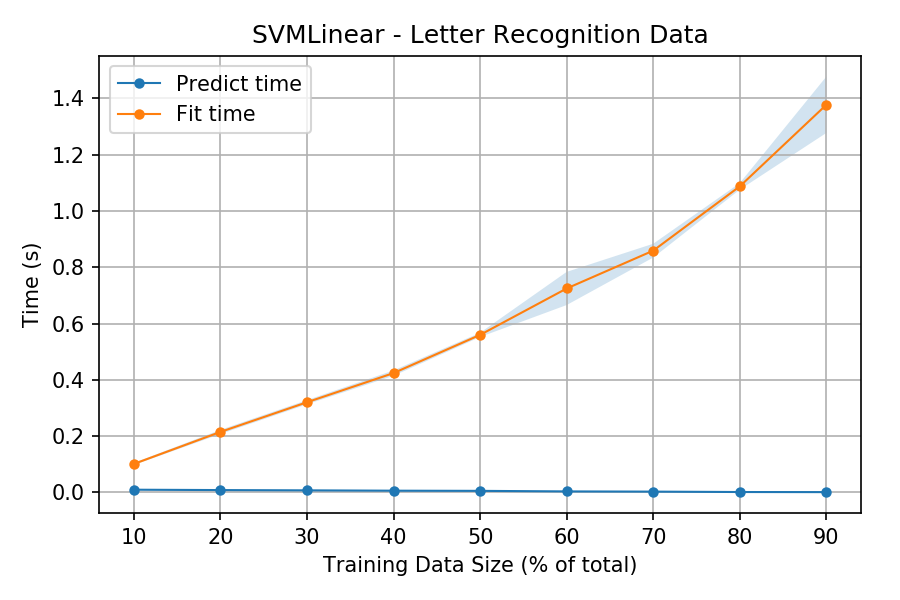 SVMLinear - Letter Recognition Data
Predict time
Fit time
Time (s)
1.4
1.2
1.0
0.8
0.6
0.4
0.2
0.0
10 20 30 40 50 60 70 80 90
Training Data Size (% of total)